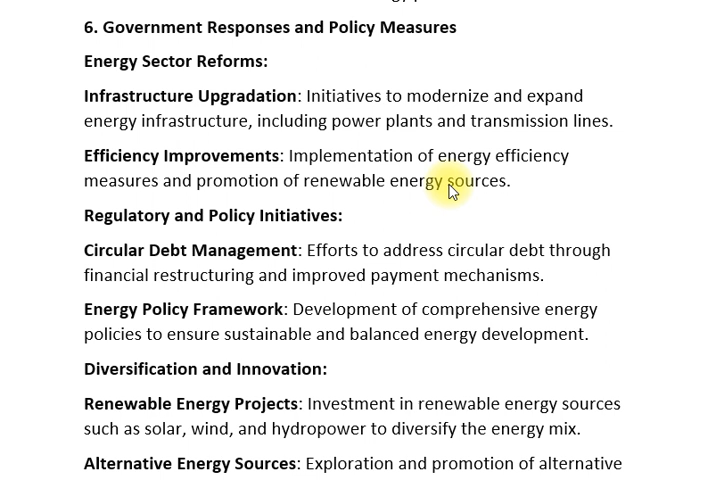 6. Government Responses and Policy Measures
Energy Sector Reforms:
Infrastructure Upgradation: Initiatives to modernize and expand
energy infrastructure, including power plants and transmission lines.
Efficiency Improvements: Implementation of energy efficiency
measures and promotion of renewable energy sources.
Regulatory and Policy Initiatives:
Circular Debt Management: Efforts to address circular debt through
financial restructuring and improved payment mechanisms.
Energy Policy Framework: Development of comprehensive energy
policies to ensure sustainable and balanced energy development.
Diversification and Innovation:
Renewable Energy Projects: Investment in renewable energy sources
such as solar, wind, and hydropower to diversify the energy mix.
Alternative Energy Sources: Exploration and promotion of alternative